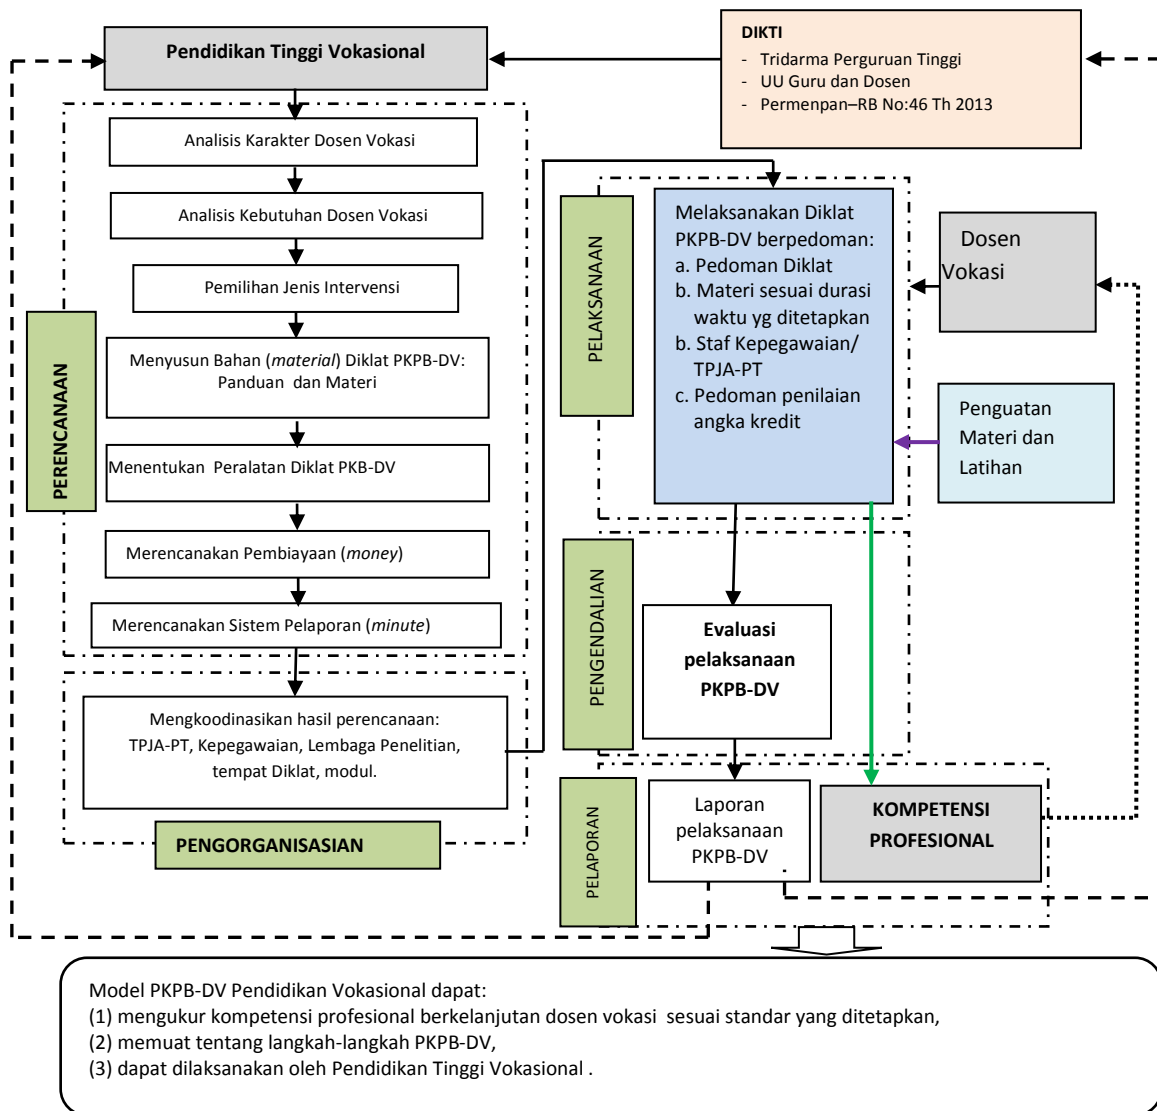 Pendidikan Tinggi Vokasional
DIKTI
- Tridarma Perguruan Tinggi
- UU Guru dan Dosen
- Permenpan–RB No:46 Th 2013
PERENCANAAN
Analisis Karakter Dosen Vokasi
Analisis Kebutuhan Dosen Vokasi
Pemilihan Jenis Intervensi
Menyusun Bahan (material) Diklat PKPB-DV:
Panduan dan Materi
Menentukan Peralatan Diklat PKB-DV
Merencanakan Pembiayaan (money)
Merencanakan Sistem Pelaporan (minute)
Mengkoodinasikan hasil perencanaan:
TPJA-PT, Kepegawaian, Lembaga Penelitian,
tempat Diklat, modul.
PENGORGANISASIAN
PELAKSANAAN
Melaksanakan Diklat
PKPB-DV berpedoman:
a. Pedoman Diklat
b. Materi sesuai durasi
waktu yg ditetapkan
b. Staf Kepegawaian/
TPJA-PT
c. Pedoman penilaian
angka kredit
Dosen
Vokasi
Penguatan
Materi dan
Latihan
PENGENDALIAN
Evaluasi
pelaksanaan
PKPB-DV
PELAPORAN
Laporan
pelaksanaan
PKPB-DV
KOMPETENSI
PROFESIONAL
Model PKPB-DV Pendidikan Vokasional dapat:
(1) mengukur kompetensi profesional berkelanjutan dosen vokasi sesuai standar yang ditetapkan,
(2) memuat tentang langkah-langkah PKPB-DV,
(3) dapat dilaksanakan oleh Pendidikan Tinggi Vokasional .